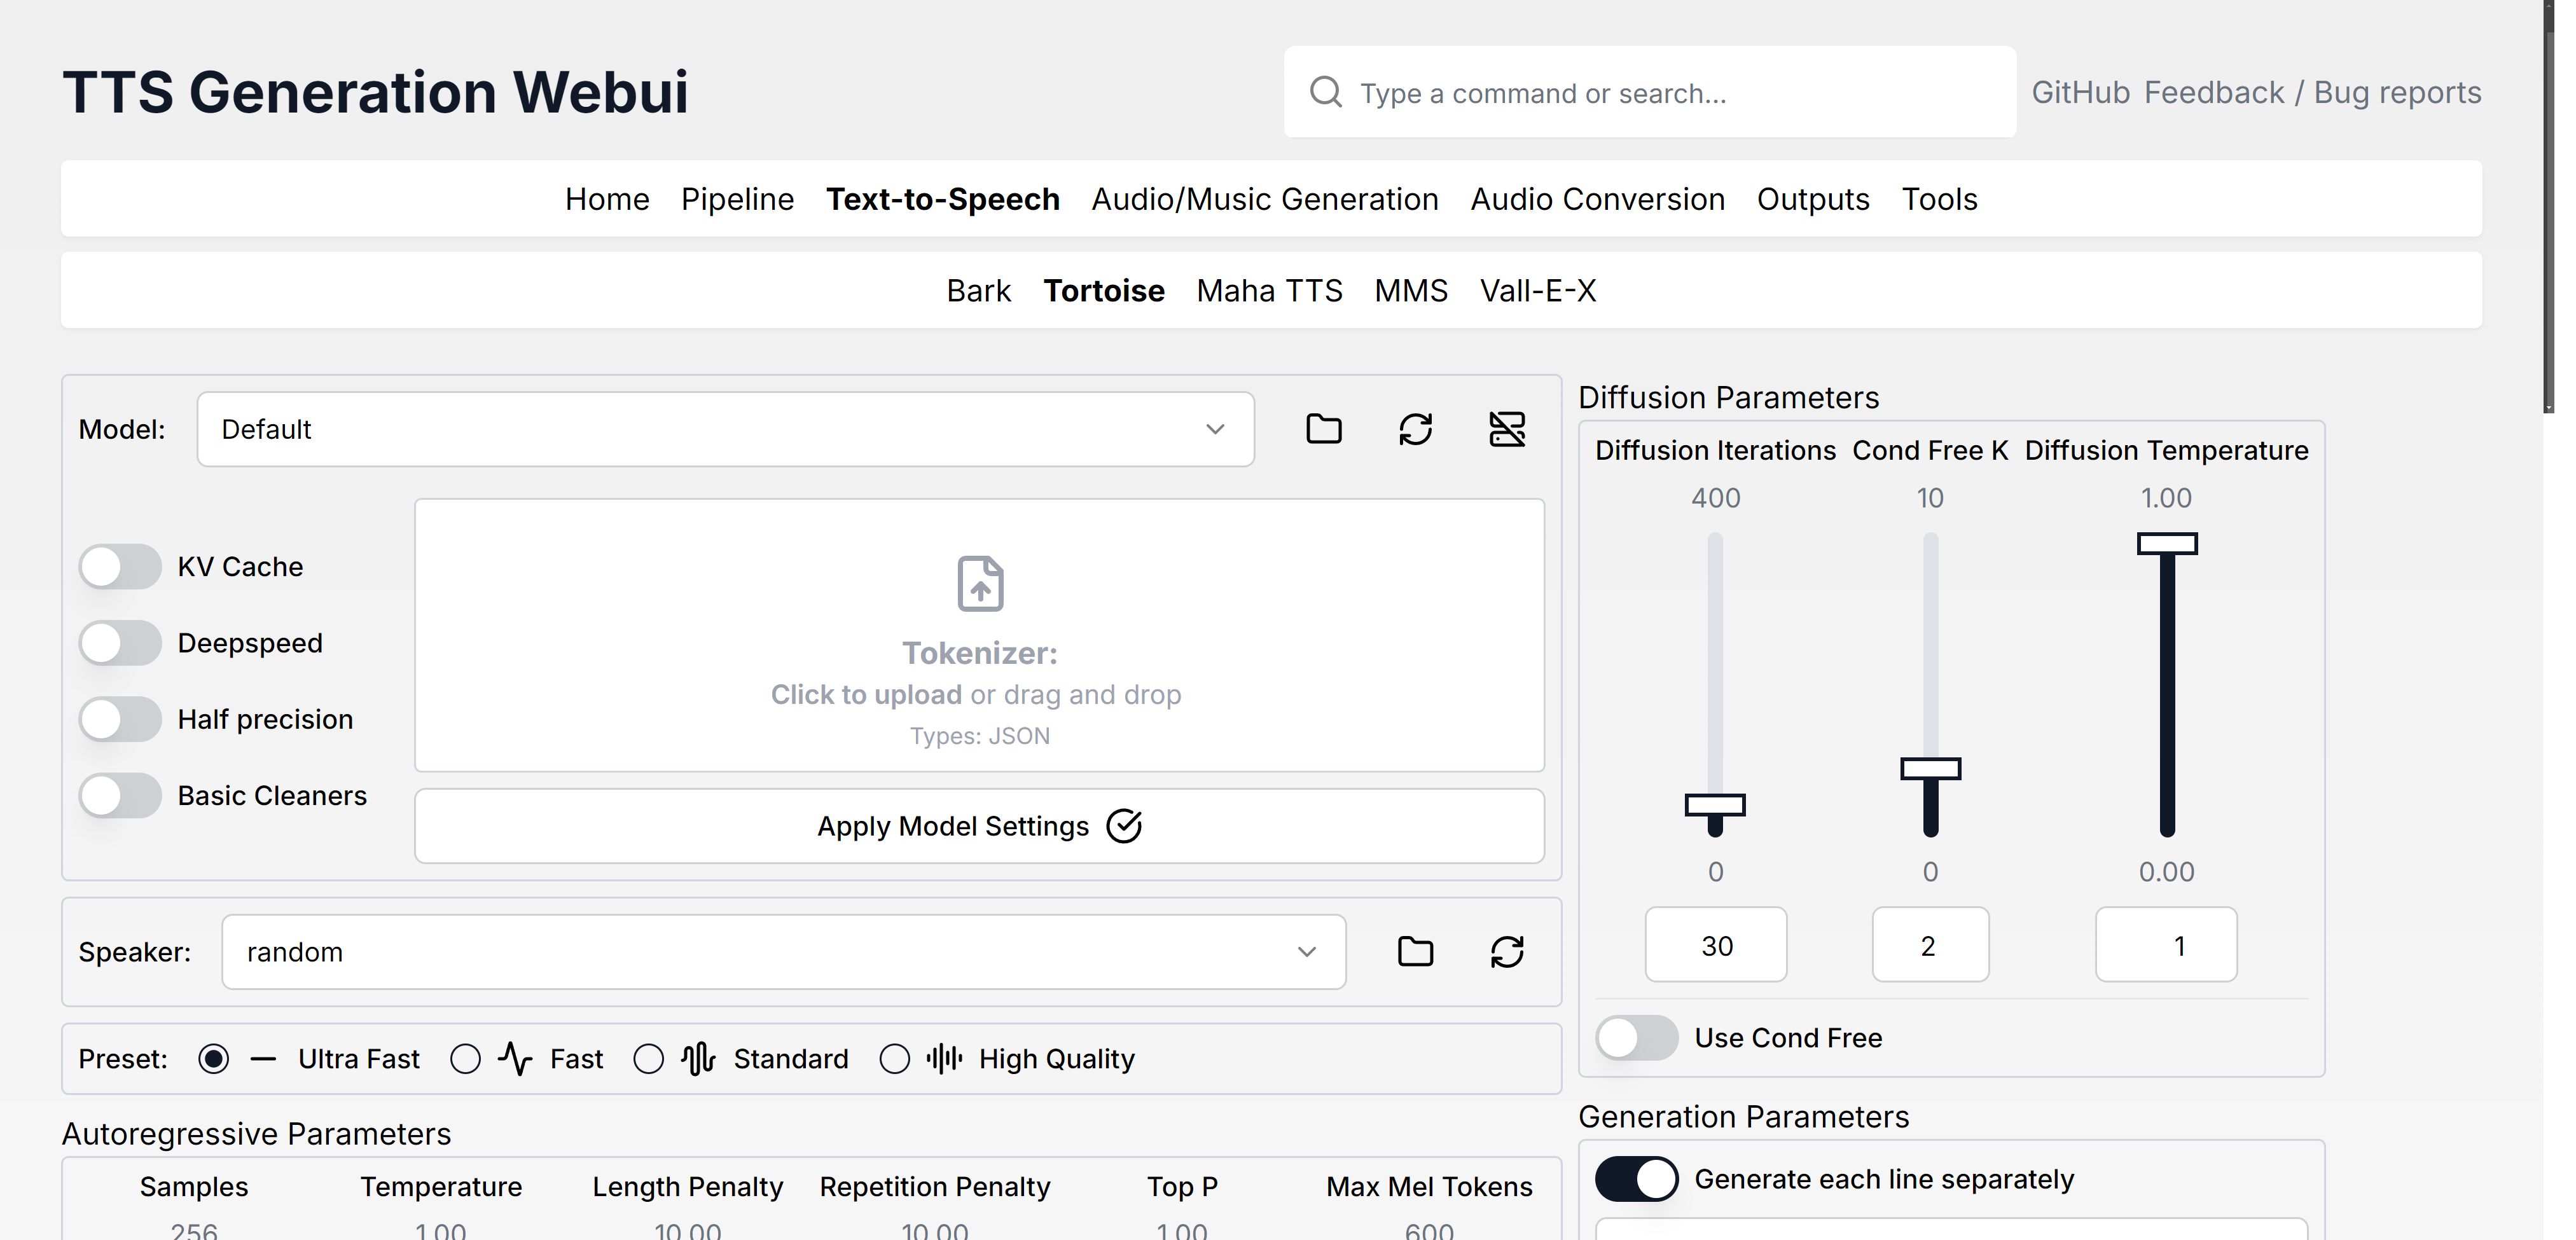 TTS Generation Webui
Type a command or search...
GitHub Feedback / Bug reports
Home Pipeline Text-to-Speech Audio/Music Generation Audio Conversion Outputs Tools
Bark Tortoise Maha TTS MMS Vall-E-X
Model: Default
KV Cache
Deepspeed
Half precision
Basic Cleaners
Tokenizer:
Click to upload or drag and drop
Types: JSON
Apply Model Settings
Speaker: random
Preset: Ultra Fast Fast Standard High Quality
Autoregressive Parameters
Samples Temperature Length Penalty Repetition Penalty Top P Max Mel Tokens
256 1.00 10.00 10.00 1.00 600
Diffusion Parameters
Diffusion Iterations Cond Free K Diffusion Temperature
400 10 1.00
0 0 0.00
30 2 1
Use Cond Free
Generation Parameters
Generate each line separately